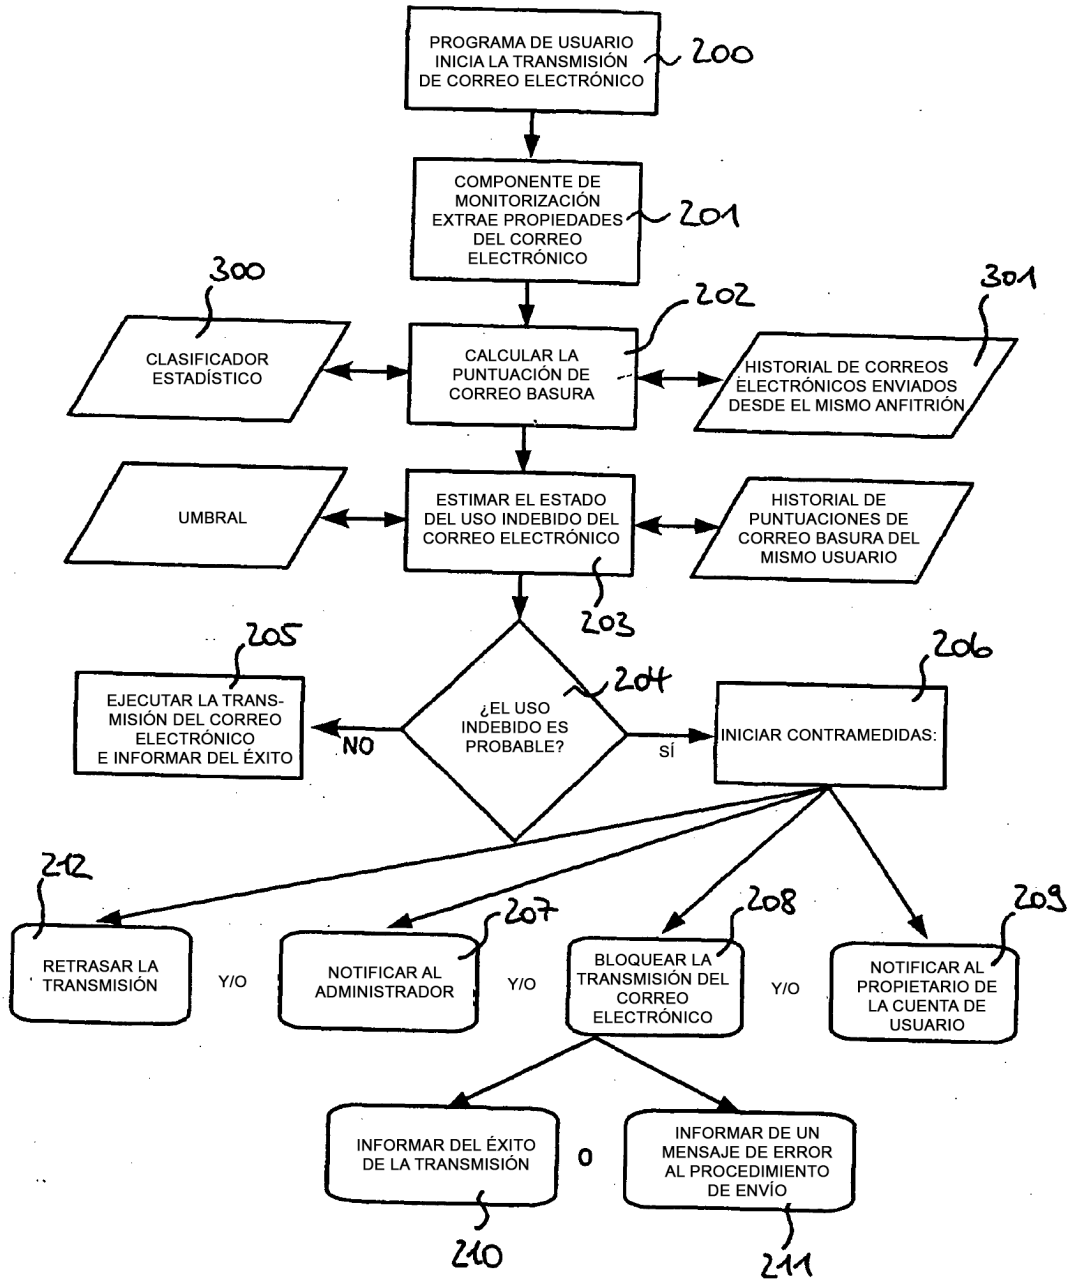 PROGRAMA DE USUARIO
INICIA LA TRANSMISIÓN
DE CORREO ELECTRÓNICO
200
COMPONENTE DE
MONITORIZACIÓN
EXTRAE PROPIEDADES
DEL CORREO
ELECTRÓNICO
201
300
CLASIFICADOR
ESTADÍSTICO
202
CALCULAR LA
PUNTUACIÓN DE
CORREO BASURA
301
HISTORIAL DE CORREOS
ELECTRÓNICOS ENVIADOS
DESDE EL MISMO ANFITRIÓN
UMBRAL
ESTIMAR EL ESTADO
DEL USO INDEBIDO DEL
CORREO ELECTRÓNICO
203
HISTORIAL DE
PUNTUACIONES DE
CORREO BASURA DEL
MISMO USUARIO
205
EJECUTAR LA TRANS-
MISIÓN DEL CORREO
ELECTRÓNICO
E INFORMAR DEL ÉXITO
NO
204
¿EL USO
INDEBIDO ES
PROBABLE?
SÍ
206
INICIAR CONTRAMEDIDAS:
212
RETRASAR LA
TRANSMISIÓN
Y/O
207
NOTIFICAR AL
ADMINISTRADOR
Y/O
208
BLOQUEAR LA
TRANSMISIÓN DEL
CORREO
ELECTRÓNICO
Y/O
209
NOTIFICAR AL
PROPIETARIO DE
LA CUENTA DE
USUARIO
INFORMAR DEL ÉXITO
DE LA TRANSMISIÓN
210
O
INFORMAR DE UN
MENSAJE DE ERROR
AL PROCEDIMIENTO
DE ENVÍO
211